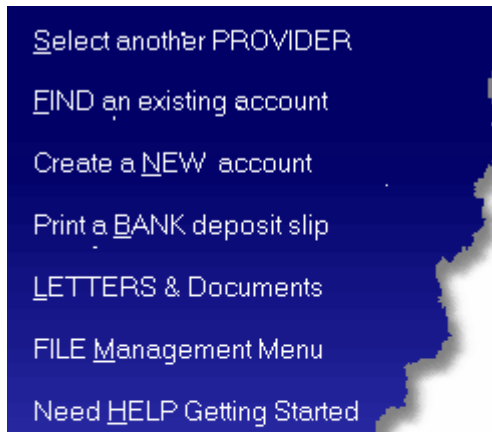 Select another PROVIDER
FIND an existing account
Create a NEW account
Print a BANK deposit slip
LETTERS & Documents
FILE Management Menu
Need HELP Getting Started